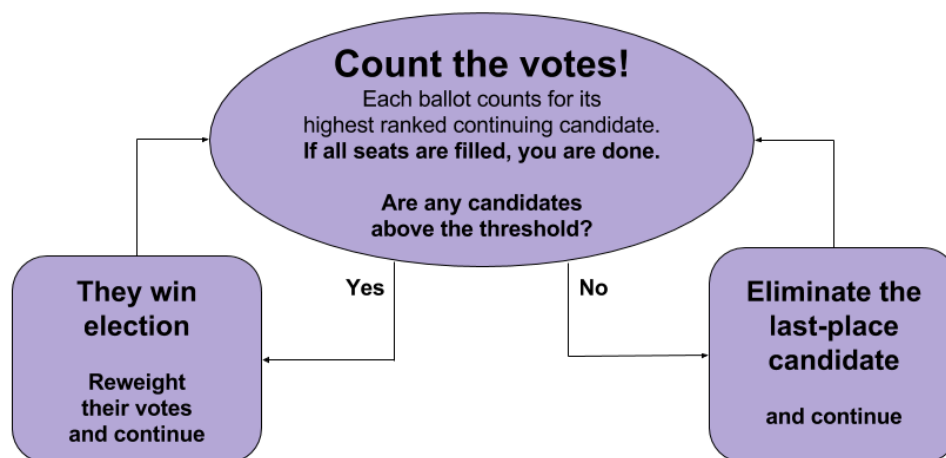 Count the votes!
Each ballot counts for its
highest ranked continuing candidate.
If all seats are filled, you are done.
Are any candidates
above the threshold?
Yes
No
They win
election
Reweight
their votes
and continue
Eliminate the
last-place
candidate
and continue